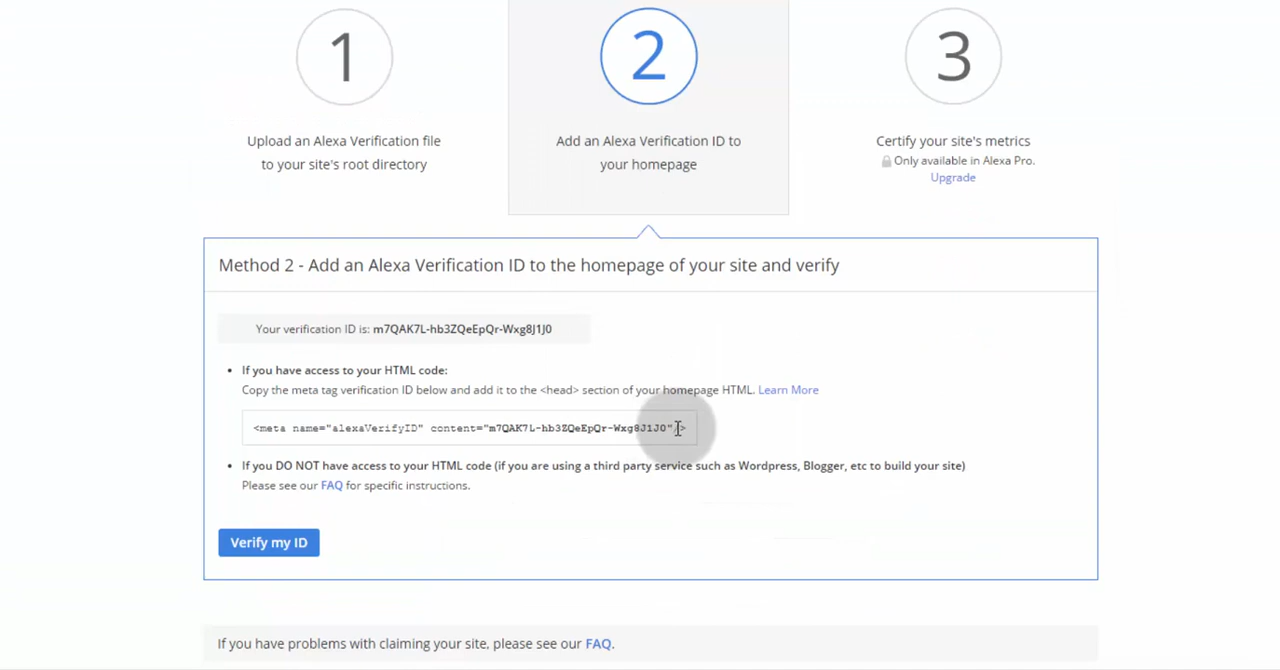 1
2
3
Upload an Alexa Verification file
to your site's root directory
Add an Alexa Verification ID to
your homepage
Certify your site's metrics
Only available in Alexa Pro.
Upgrade
Method 2 - Add an Alexa Verification ID to the homepage of your site and verify
Your verification ID is: m7QAK7L-hb3ZQeEpQr-Wxg8J1J0
If you have access to your HTML code:
Copy the meta tag verification ID below and add it to the <head> section of your homepage HTML. Learn More
<meta name="alexaVerifyID" content="m7QAK7L-hb3ZQeEpQr-Wxg8J1J0"/>
If you DO NOT have access to your HTML code (if you are using a third party service such as Wordpress, Blogger, etc to build your site)
Please see our FAQ for specific instructions.
Verify my ID
If you have problems with claiming your site, please see our FAQ.